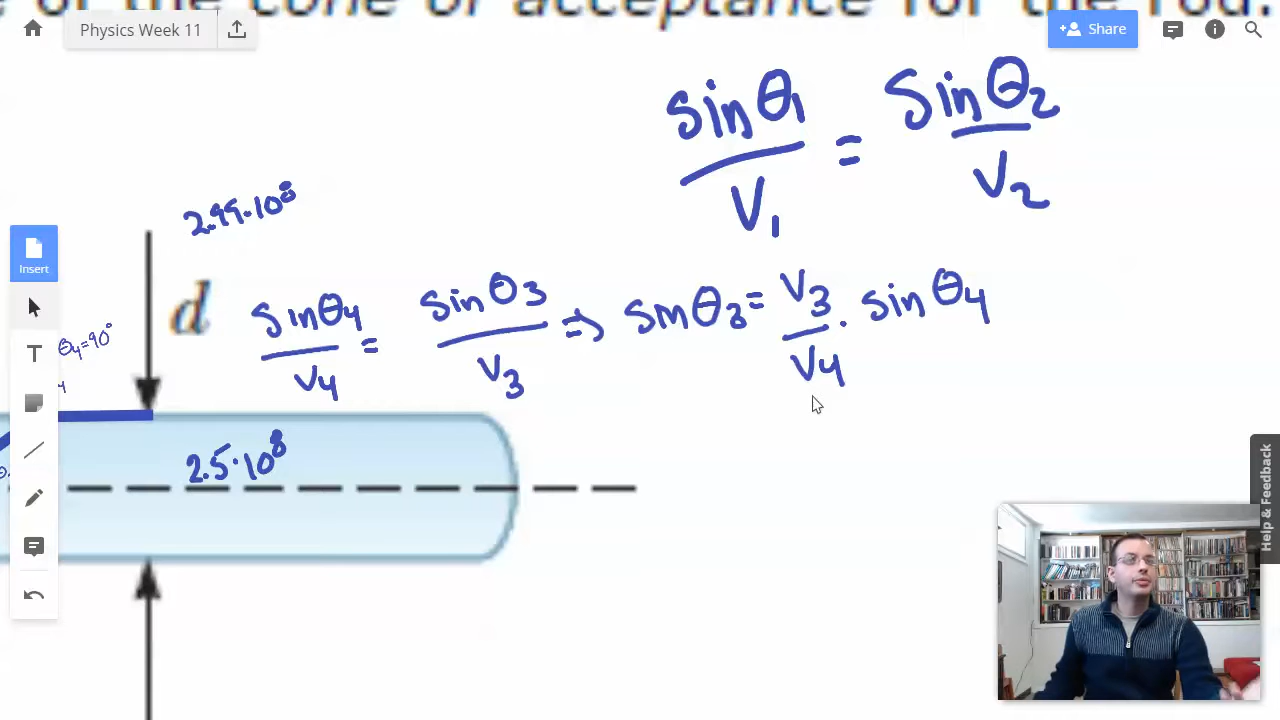 of the cone of acceptance for the rod.
Physics Week 11
Share
sinθ1 / V1 = sinθ2 / V2
2.99·10⁸
Insert
d
θ4=90°
sinθ4 / V4 = sinθ3 / V3 => sinθ3 = V3 / V4 · sinθ4
T
2.5·10⁸
Help & Feedback